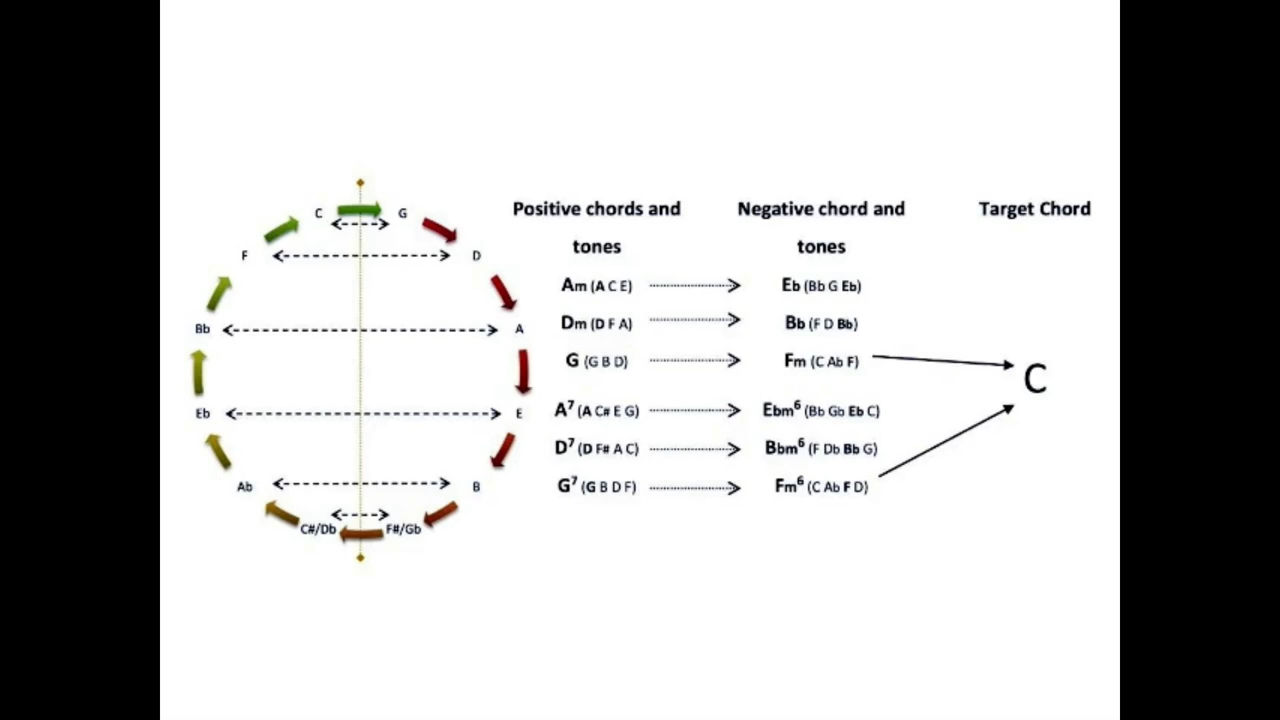 C G
F D
Bb A
Eb E
Ab B
C#/Db F#/Gb
Positive chords and tones
Negative chord and tones
Target Chord
Am (A C E) Eb (Bb G Eb)
Dm (D F A) Bb (F D Bb)
G (G B D) Fm (C Ab F)
C
A⁷ (A C# E G) Ebm⁶ (Bb Gb Eb C)
D⁷ (D F# A C) Bbm⁶ (F Db Bb G)
G⁷ (G B D F) Fm⁶ (C Ab F D)